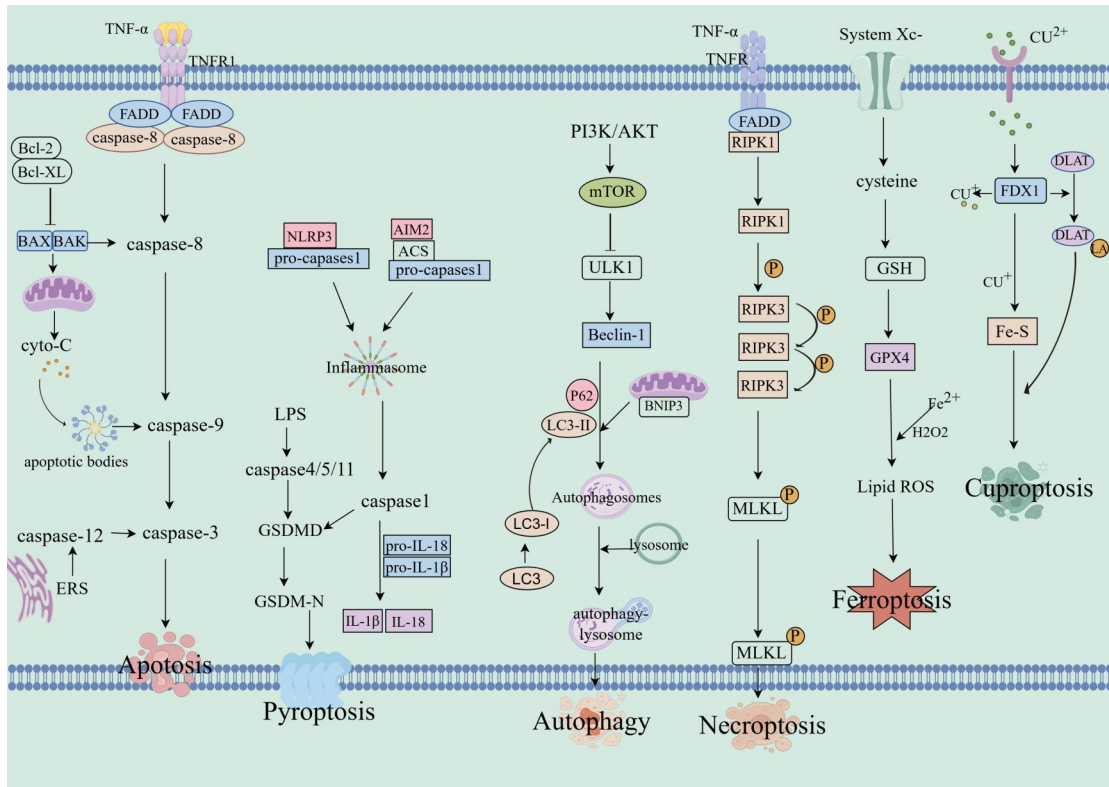 TNF-α
TNFR1
FADD
FADD
caspase-8
caspase-8
Bcl-2
Bcl-XL
BAX
BAK
caspase-8
cyto-C
apoptotic bodies
caspase-9
caspase-12
caspase-3
ERS
Apotosis
NLRP3
pro-capases1
AIM2
ACS
pro-capases1
Inflammasome
LPS
caspase4/5/11
caspase1
GSDMD
pro-IL-18
pro-IL-1β
GSDM-N
IL-1β
IL-18
Pyroptosis
PI3K/AKT
mTOR
ULK1
Beclin-1
P62
LC3-II
BNIP3
Autophagosomes
LC3-I
LC3
lysosome
autophagy-
lysosome
Autophagy
TNF-α
TNFR
FADD
RIPK1
RIPK1
P
RIPK3
P
RIPK3
P
RIPK3
MLKL
P
MLKL
P
Necroptosis
System Xc-
cysteine
GSH
GPX4
Fe2+
H2O2
Lipid ROS
Ferroptosis
CU2+
DLAT
CU+
FDX1
DLAT
LA
CU+
Fe-S
Cuproptosis